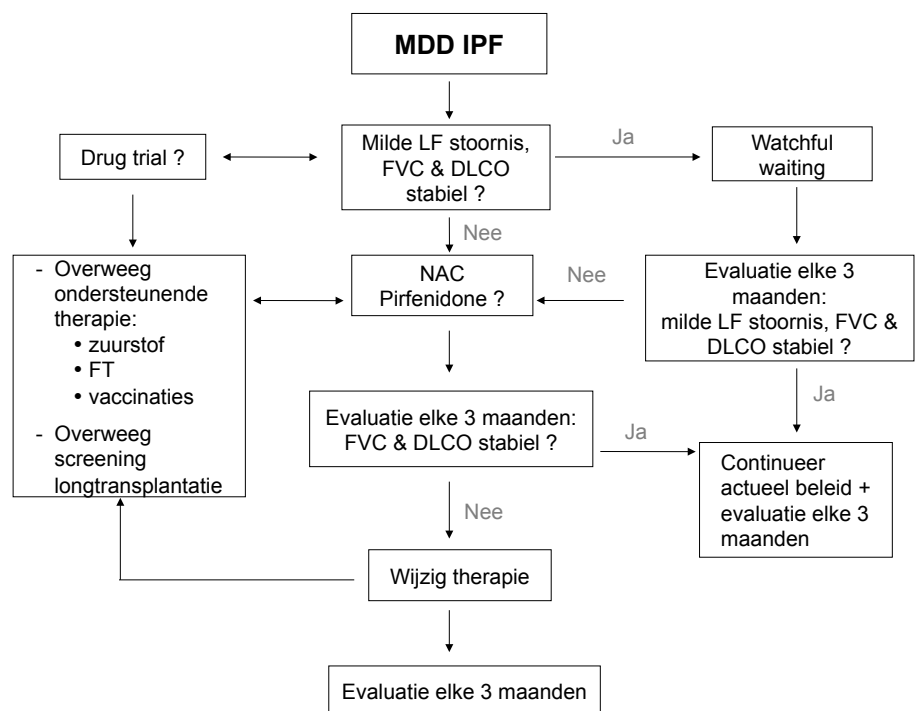 MDD IPF
Drug trial ?
Milde LF stoornis,
FVC & DLCO
stabiel ?
Ja
Watchful
waiting
Nee
- Overweeg
ondersteunende
therapie:
• zuurstof
• FT
• vaccinaties
- Overweeg
screening
longtransplantatie
NAC
Pirfenidone ?
Nee
Evaluatie elke 3
maanden:
milde LF stoornis, FVC &
DLCO stabiel ?
Ja
Evaluatie elke 3 maanden:
FVC & DLCO stabiel ?
Ja
Continueer
actueel beleid +
evaluatie elke 3
maanden
Nee
Wijzig therapie
Evaluatie elke 3 maanden